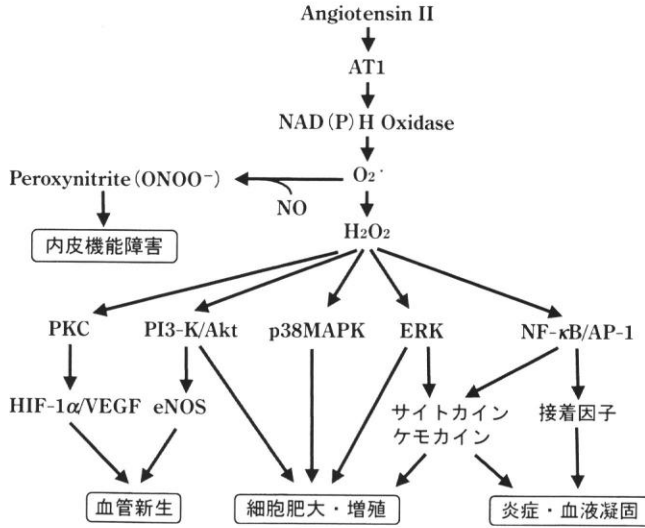 Angiotensin II
AT1
NAD(P)H Oxidase
O₂˙
Peroxynitrite(ONOO⁻)
NO
内皮機能障害
H₂O₂
PKC PI3-K/Akt p38MAPK ERK NF-κB/AP-1
HIF-1α/VEGF eNOS サイトカイン 接着因子
ケモカイン
血管新生 細胞肥大・増殖 炎症・血液凝固